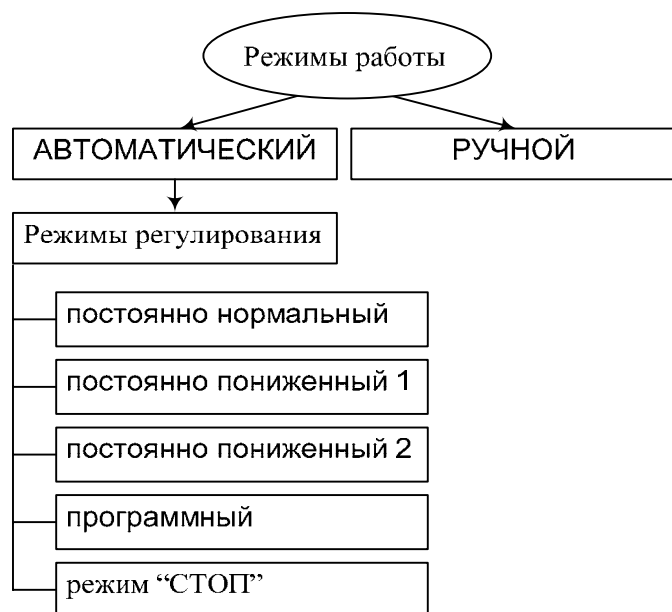 Режимы работы
АВТОМАТИЧЕСКИЙ
РУЧНОЙ
Режимы регулирования
постоянно нормальный
постоянно пониженный 1
постоянно пониженный 2
программный
режим “СТОП”